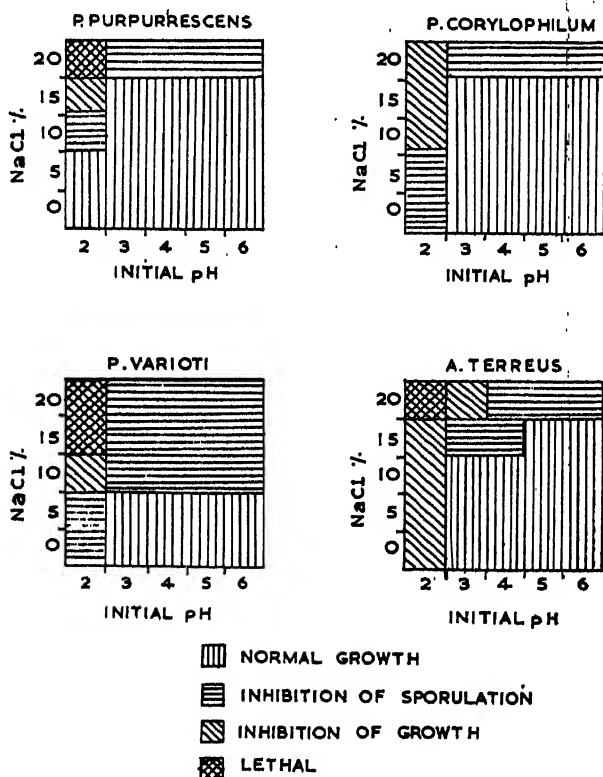 P. PURPURRESCENS
NaCl %
20
15
10
5
0
2 3 4 5 6
INITIAL pH
P. CORYLOPHILUM
NaCl %
20
15
10
5
0
2 3 4 5 6
INITIAL pH
P. VARIOTI
NaCl %
20
15
10
5
0
2 3 4 5 6
INITIAL pH
A. TERREUS
NaCl %
20
15
10
5
0
2 3 4 5 6
INITIAL pH
NORMAL GROWTH
INHIBITION OF SPORULATION
INHIBITION OF GROWTH
LETHAL